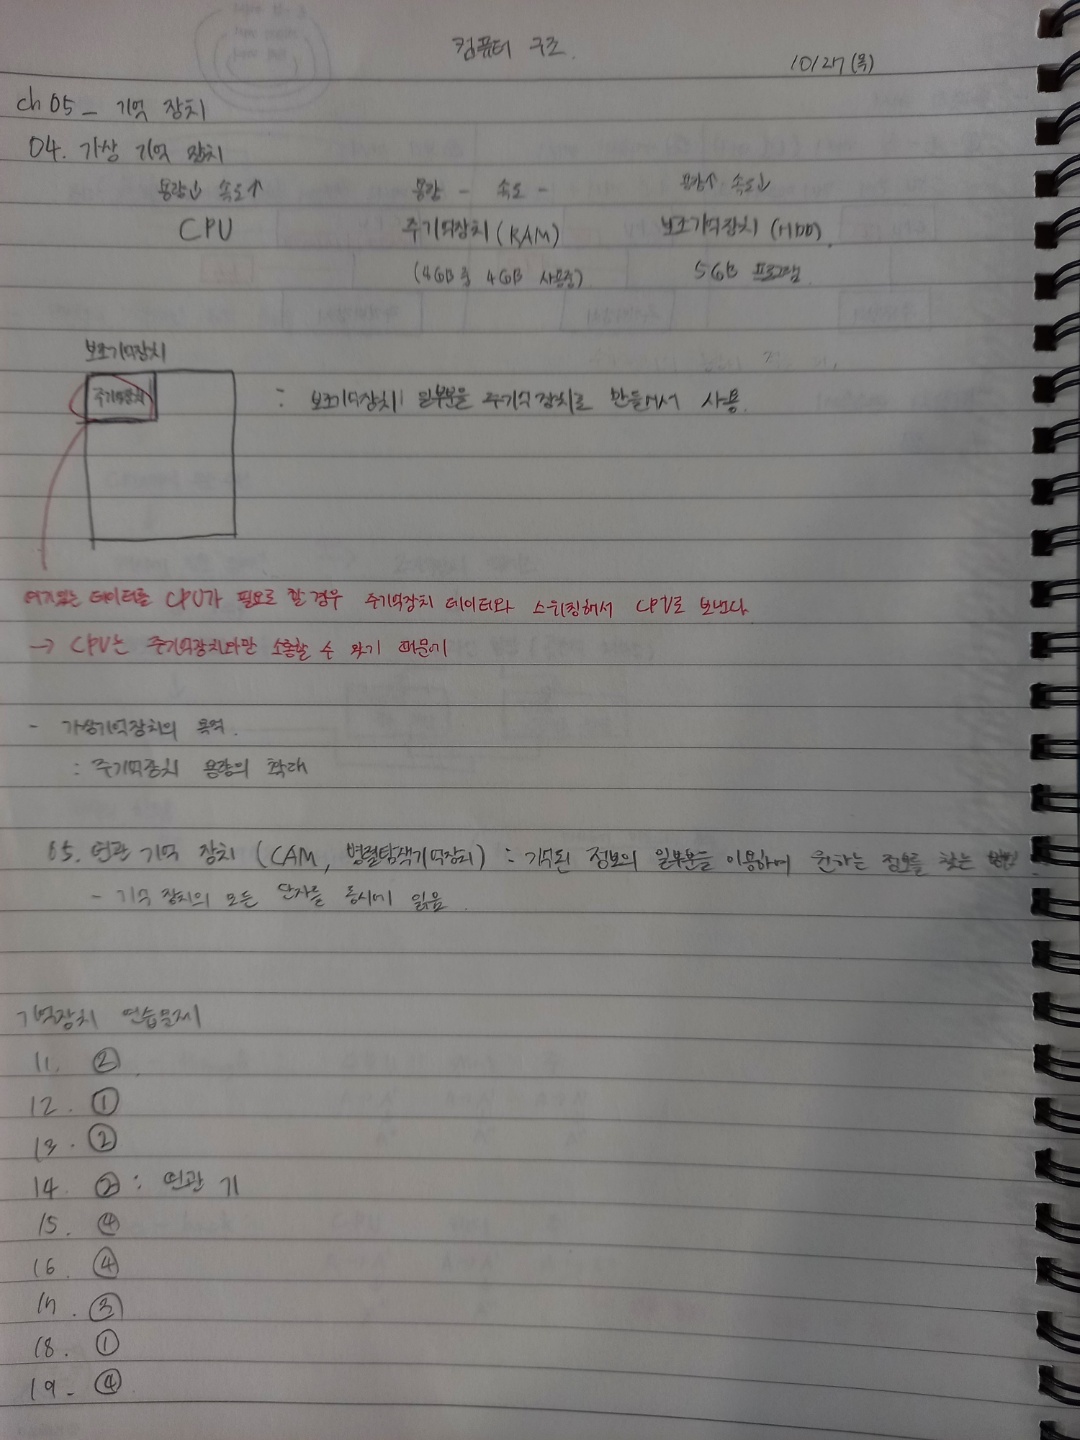 컴퓨터 구조.
10/27(목)
ch 05_ 기억 장치
04. 가상 기억 장치
용량↓ 속도↑ 용량 - 속도 - 용량↑ 속도↓
CPU 주기억장치(RAM) 보조기억장치 (HDD)
(4GB 중 4GB 사용중) 5GB 프로그램
보조기억장치
주기억장치
: 보조기억장치 일부분을 주기억장치로 만들어서 사용.
여기있는 데이터를 CPU가 필요로 할 경우 주기억장치 데이터와 스위칭해서 CPU로 보낸다
→ CPU는 주기억장치와만 소통할 수 있기 때문에
- 가상기억장치의 목적.
: 주기억장치 용량의 확대
05. 연관 기억 장치 (CAM, 병렬탐색기억장치) : 기억된 정보의 일부분을 이용하여 원하는 정보를 찾는
- 기억 장치의 모든 단자를 동시에 읽음
기억장치 연습문제
11. ②
12. ①
13. ②
14. ② : 연관 기
15. ④
16. ④
17. ③
18. ①
19- ④